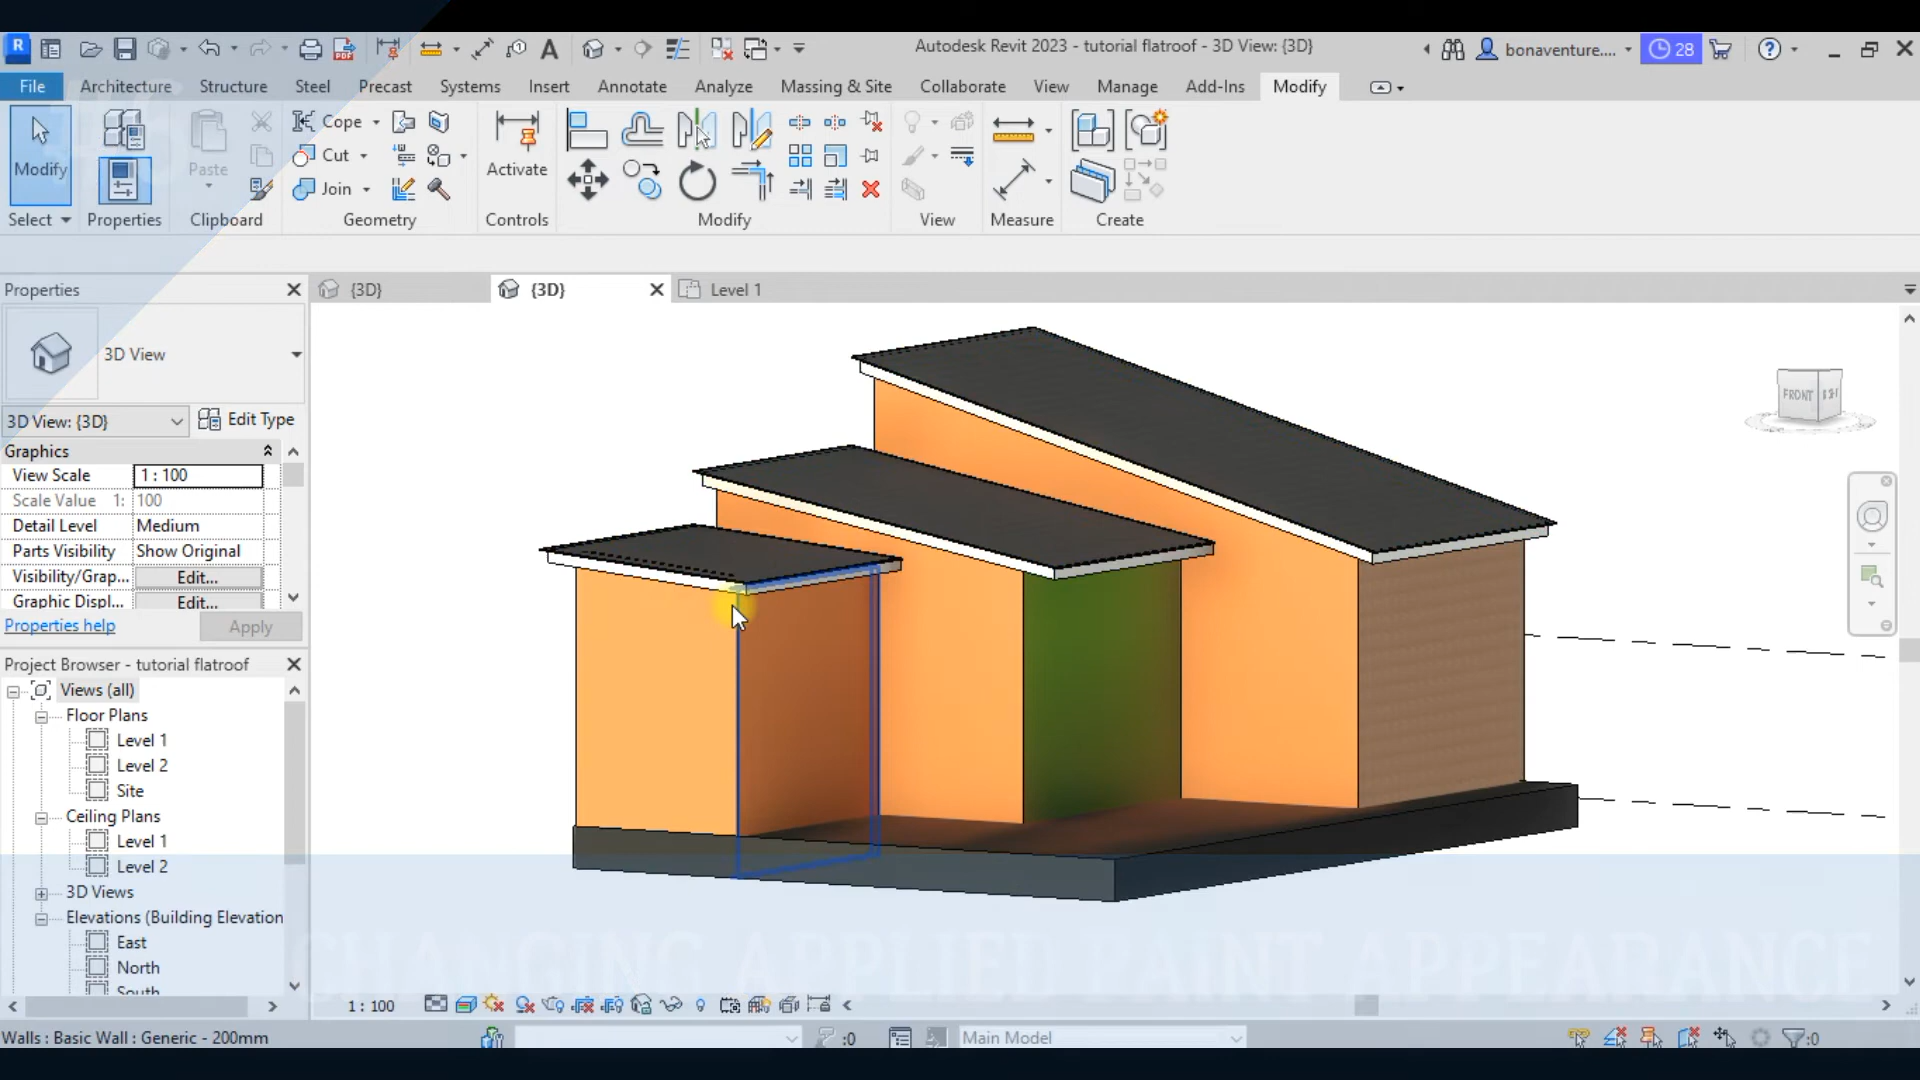 Autodesk Revit 2023 - tutorial flatroof - 3D View: {3D}
bonaventure....
28
File Architecture Structure Steel Precast Systems Insert Annotate Analyze Massing & Site Collaborate View Manage Add-Ins Modify
Modify
Paste
Cope
Cut
Join
Activate
Select Properties Clipboard Geometry Controls Modify View Measure Create
Properties
{3D}
{3D}
Level 1
3D View
3D View: {3D}
Edit Type
Graphics
View Scale 1 : 100
Scale Value 1: 100
Detail Level Medium
Parts Visibility Show Original
Visibility/Grap... Edit...
Graphic Displ... Edit...
Properties help
Apply
FRONT
Project Browser - tutorial flatroof
Views (all)
Floor Plans
Level 1
Level 2
Site
Ceiling Plans
Level 1
Level 2
3D Views
Elevations (Building Elevation
East
North
South
CHANGING APPLIED PAINT APPEARANCE
1 : 100
Walls : Basic Wall : Generic - 200mm
:0
Main Model
:0